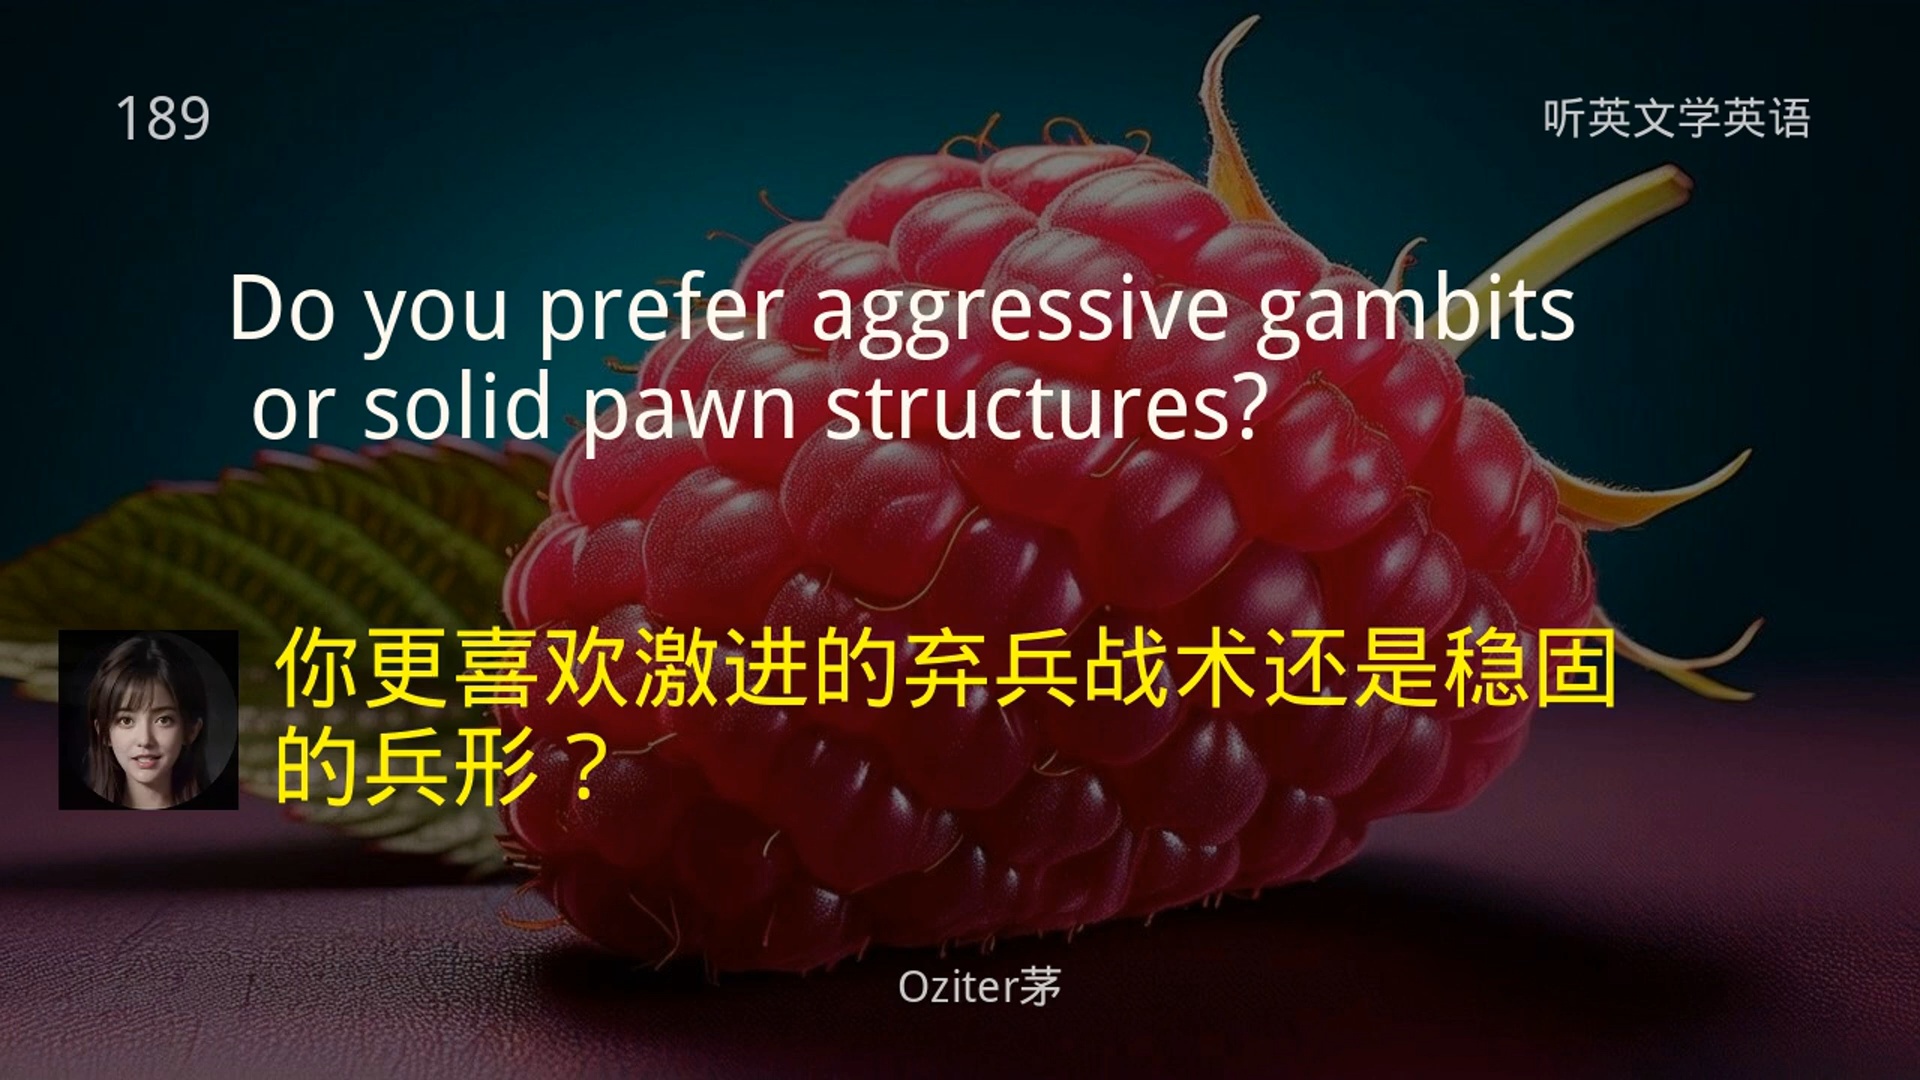 189
听英文学英语
Do you prefer aggressive gambits
or solid pawn structures?
你更喜欢激进的弃兵战术还是稳固
的兵形？
Oziter茅